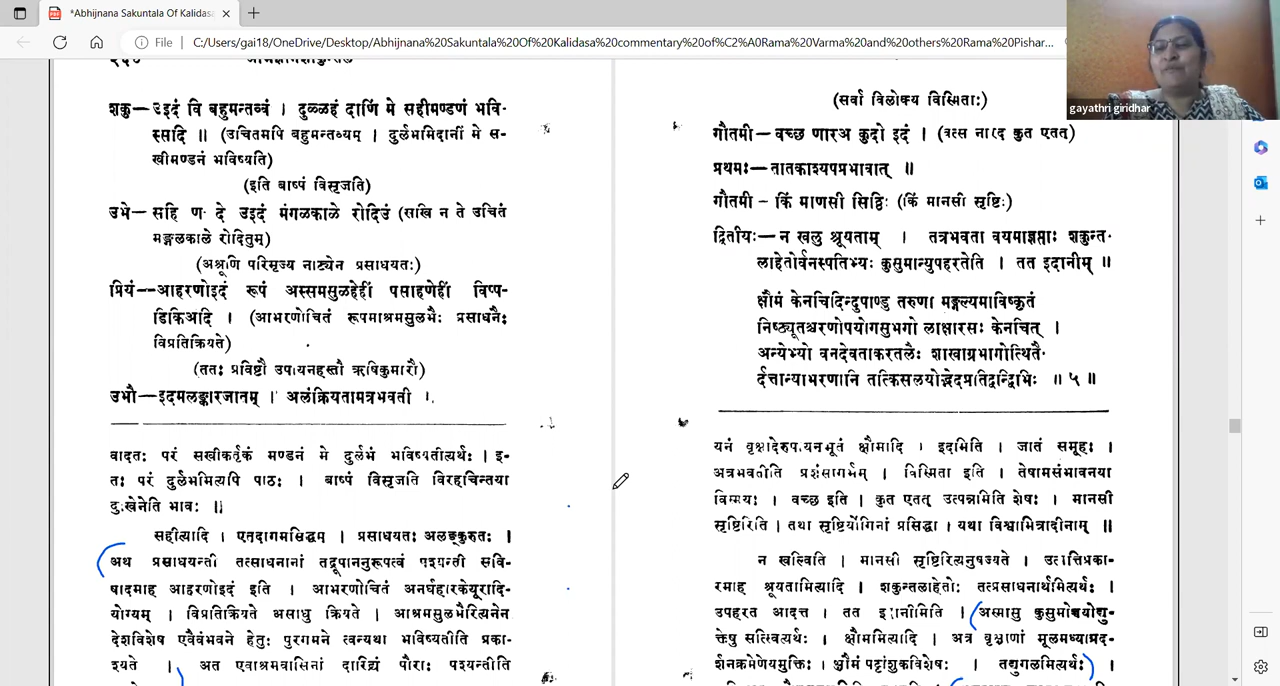 *Abhijnana Sakuntala Of Kalidasa
File
C:/Users/gai18/OneDrive/Desktop/Abhijnana%20Sakuntala%20Of%20Kalidasa%20commentary%20of%C2%A0Rama%20Varma%20and%20others%20Rama%20Pishar...
gayathri giridhar
शकु—उइदं वि बहुमन्तव्वं । दुळ्ळहं दाणिं मे सहीमण्डणं भवि-
स्सदि ॥ (उचितमपि बहुमन्तव्यम् । दुर्लभमिदानीं मे स-
खीमण्डनं भविष्यति)
(इति बाष्पं विसृजति)
उभे—सहि ण दे उइदं मंगळकाळे रोदिउं (सखि न ते उचितं
मङ्गलकाले रोदितुम्)
(अश्रूणि परिसृज्य नाट्येन प्रसाधयतः)
प्रियं—आहरणोइदं रूपं अस्समसुळहेहीं पसाहणेहीं विप्प-
डिकिअदि । (आभरणोचितं रूपमाश्रमसुलभैः प्रसाधनैः
विप्रतिक्रियते)
(ततः प्रविष्टौ उपायनहस्तौ ऋषिकुमारौ)
उभौ—इदमलङ्कारजातम् । अलंक्रियतामत्रभवती ।
वादतः परं सखीकर्तृकं मण्डनं मे दुर्लभं भविष्यतीत्यर्थः । इ-
तः परं दुर्लभमित्यपि पाठः । बाष्पं विसृजति विरहचिन्तया
दुःखेनेति भावः ॥
सहीत्यादि । एतदागमसिद्धम् । प्रसाधयतः अलङ्कुरुतः ।
अथ प्रसाधयन्ती तत्साधनानां तद्रूपाननुरूपत्वं पश्यन्ती सवि-
षादमाह आहरणोइदं इति । आभरणोचितं अनर्घहारकेयूरादि-
योग्यम् । विप्रतिक्रियते असाधु क्रियते । आश्रमसुलभैरित्यनेन
देशविशेष एवैवंभवने हेतुः पुरगमने त्वन्यथा भविष्यतीति प्रका-
श्यते । अत एवाश्रमवासिनां दारिद्र्यं पौराः पश्यन्तीति
(सर्वा विलोक्य विस्मिताः)
गौतमी—वच्छ णारअ कुदो इदं । (वत्स नारद कुत एतत्)
प्रथमः—तातकाश्यपप्रभावात् ॥
गौतमी - किं माणसी सिठ्ठि (किं मानसी सृष्टिः)
द्वितीयः—न खलु श्रूयताम् । तत्रभवता वयमाज्ञप्ताः शकुन्त-
लाहेतोर्वनस्पतिभ्यः कुसुमान्युपहरतेति । तत इदानीम् ॥
क्षौमं केनचिदिन्दुपाण्डु तरुणा मङ्गल्यमाविष्कृतं
निष्ठ्यूतश्चरणोपयोगसुभगो लाक्षारसः केनचित् ।
अन्येभ्यो वनदेवताकरतलैः शाखाग्रभागोत्थितै-
र्दत्तान्याभरणानि तत्किसलयोद्भेदप्रतिद्वन्द्विभिः ॥ ५ ॥
यनं वृक्षादेरुपायनभूतं क्षौमादि । इदमिति । जातं समूहः ।
अत्रभवतीति प्रशंसागर्भम् । विस्मिता इति । तेषामसंभावनया
विस्मयः । वच्छ इति । कुत एतत् उत्पन्नमिति शेषः । मानसी
सृष्टिरिति । तथा सृष्टिर्योगिनां प्रसिद्धा । यथा विश्वामित्रादीनाम् ॥
न खल्विति । मानसी सृष्टिरित्यनुषज्यते । उत्पत्तिप्रका-
रमाह श्रूयतामित्यादि । शकुन्तलाहेतोः तत्प्रसाधनार्थमित्यर्थः ।
उपहरत आदत्त । तत इदानीमिति । अस्मासु कुसुमोच्चयोद्यु-
क्तेषु सत्स्वित्यर्थः । क्षौममित्यादि । अत्र वृक्षाणां मूलमध्याग्रद-
र्शनक्रमेणेयमुक्तिः । क्षौमं पट्टांशुकविशेषः । तद्युगलमित्यर्थः ।